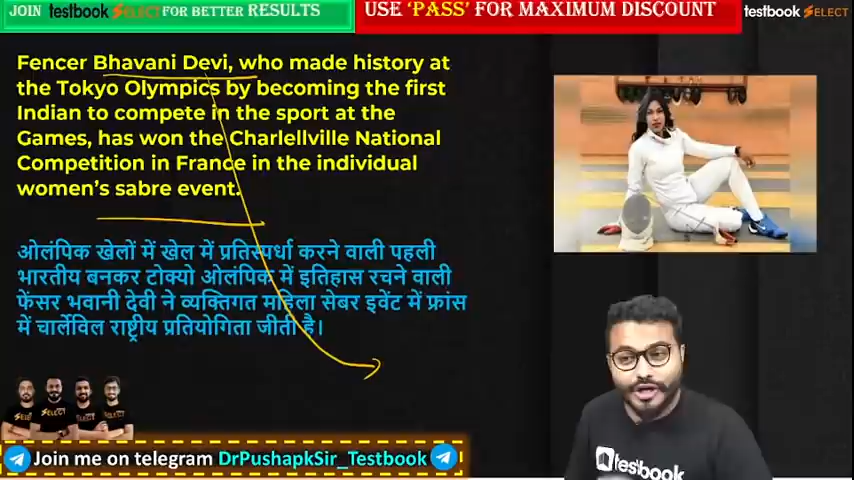 JOIN testbook SELECT FOR BETTER RESULTS
USE 'PASS' FOR MAXIMUM DISCOUNT
testbook SELECT
Fencer Bhavani Devi, who made history at
the Tokyo Olympics by becoming the first
Indian to compete in the sport at the
Games, has won the Charlellville National
Competition in France in the individual
women's sabre event.
ओलंपिक खेलों में खेल में प्रतिस्पर्धा करने वाली पहली
भारतीय बनकर टोक्यो ओलंपिक में इतिहास रचने वाली
फेंसर भवानी देवी ने व्यक्तिगत महिला सेबर इवेंट में फ्रांस
में चार्लेविल राष्ट्रीय प्रतियोगिता जीती है।
SELECT
Join me on telegram DrPushapkSir_Testbook
testbook